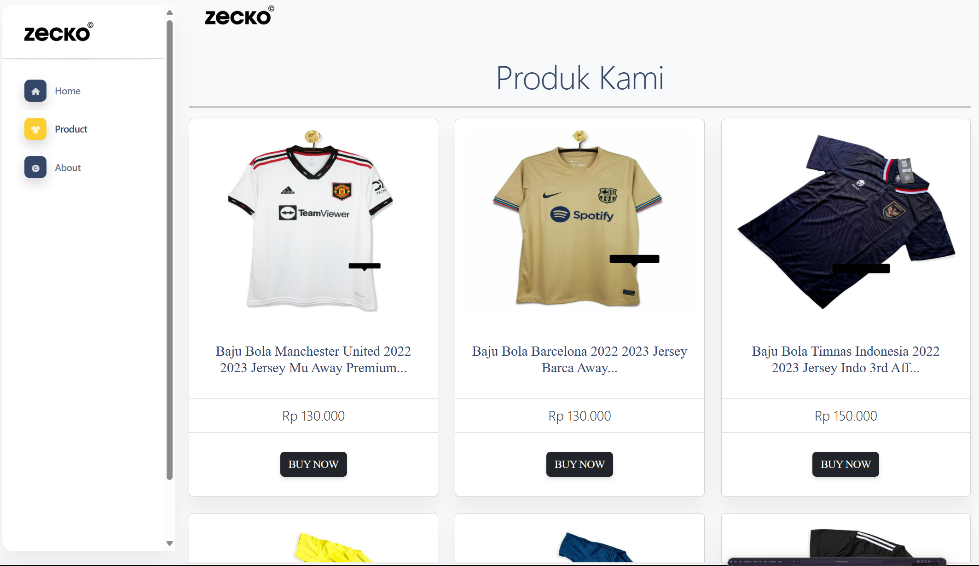 zecko©
Home
Product
About
zecko©
Produk Kami
TeamViewer
Spotify
Baju Bola Manchester United 2022
2023 Jersey Mu Away Premium...
Rp 130.000
BUY NOW
Baju Bola Barcelona 2022 2023 Jersey
Barca Away...
Rp 130.000
BUY NOW
Baju Bola Timnas Indonesia 2022
2023 Jersey Indo 3rd Aff...
Rp 150.000
BUY NOW